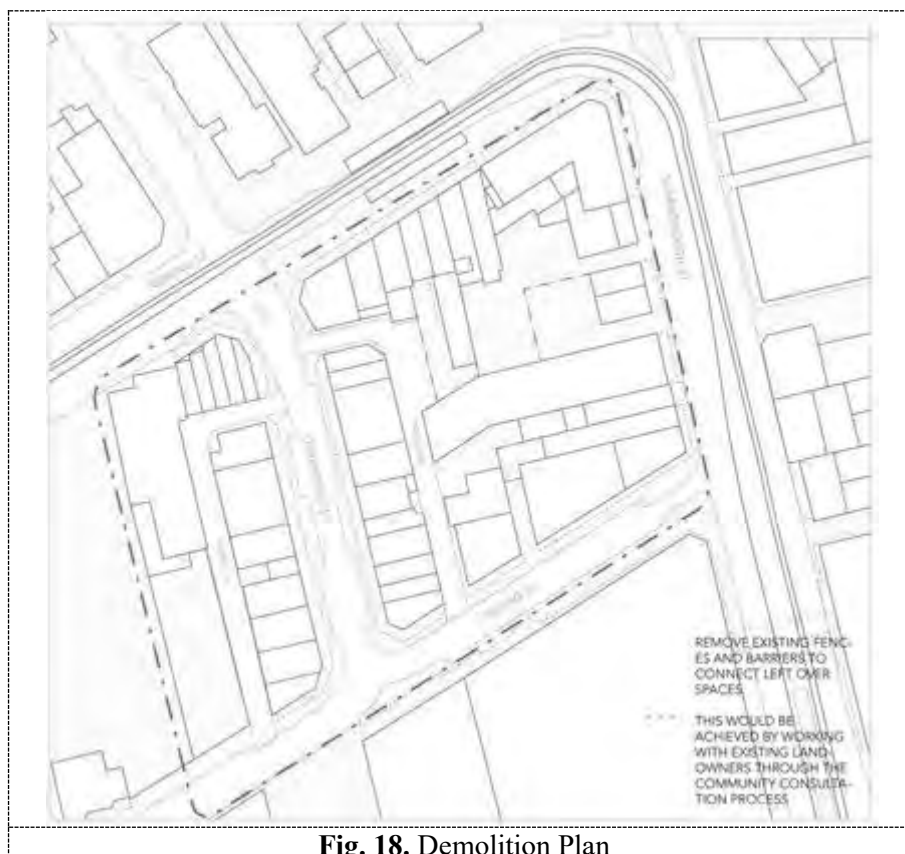 REMOVE EXISTING FENC-
ES AND BARRIERS TO
CONNECT LEFT OVER
SPACES.
THIS WOULD BE
ACHIEVED BY WORKING
WITH EXISTING LAND-
OWNERS THROUGH THE
COMMUNITY CONSULTA-
TION PROCESS
Fig. 18. Demolition Plan